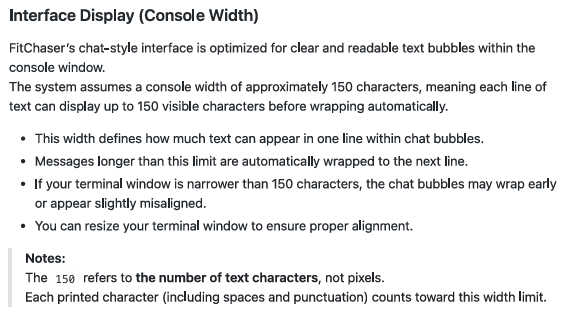 Interface Display (Console Width)
FitChaser's chat-style interface is optimized for clear and readable text bubbles within the
console window.
The system assumes a console width of approximately 150 characters, meaning each line of
text can display up to 150 visible characters before wrapping automatically.
• This width defines how much text can appear in one line within chat bubbles.
• Messages longer than this limit are automatically wrapped to the next line.
• If your terminal window is narrower than 150 characters, the chat bubbles may wrap early
or appear slightly misaligned.
• You can resize your terminal window to ensure proper alignment.
Notes:
The 150 refers to the number of text characters, not pixels.
Each printed character (including spaces and punctuation) counts toward this width limit.